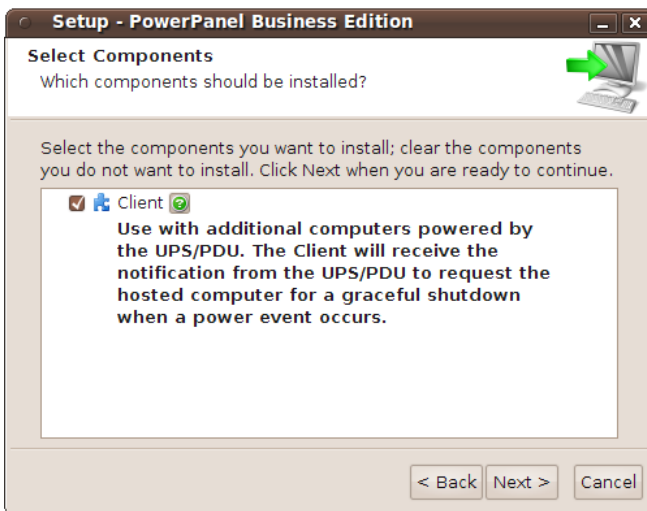 Setup - PowerPanel Business Edition
Select Components
Which components should be installed?
Select the components you want to install; clear the components
you do not want to install. Click Next when you are ready to continue.
Client
Use with additional computers powered by
the UPS/PDU. The Client will receive the
notification from the UPS/PDU to request the
hosted computer for a graceful shutdown
when a power event occurs.
< Back Next > Cancel